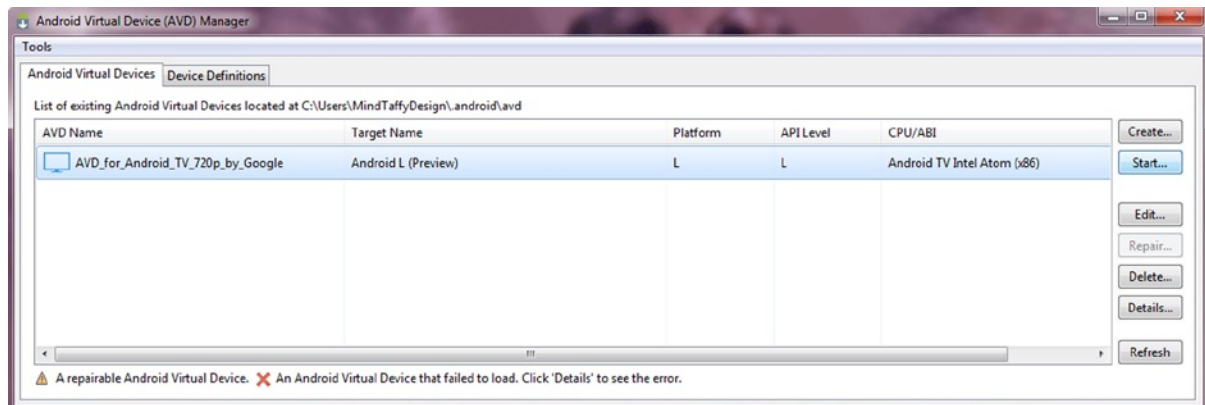 Android Virtual Device (AVD) Manager
Tools
Android Virtual Devices Device Definitions
List of existing Android Virtual Devices located at C:\Users\MindTaffyDesign\.android\avd
AVD Name Target Name Platform API Level CPU/ABI Create...
AVD_for_Android_TV_720p_by_Google Android L (Preview) L L Android TV Intel Atom (x86) Start...
Edit...
Repair...
Delete...
Details...
Refresh
A repairable Android Virtual Device. An Android Virtual Device that failed to load. Click 'Details' to see the error.